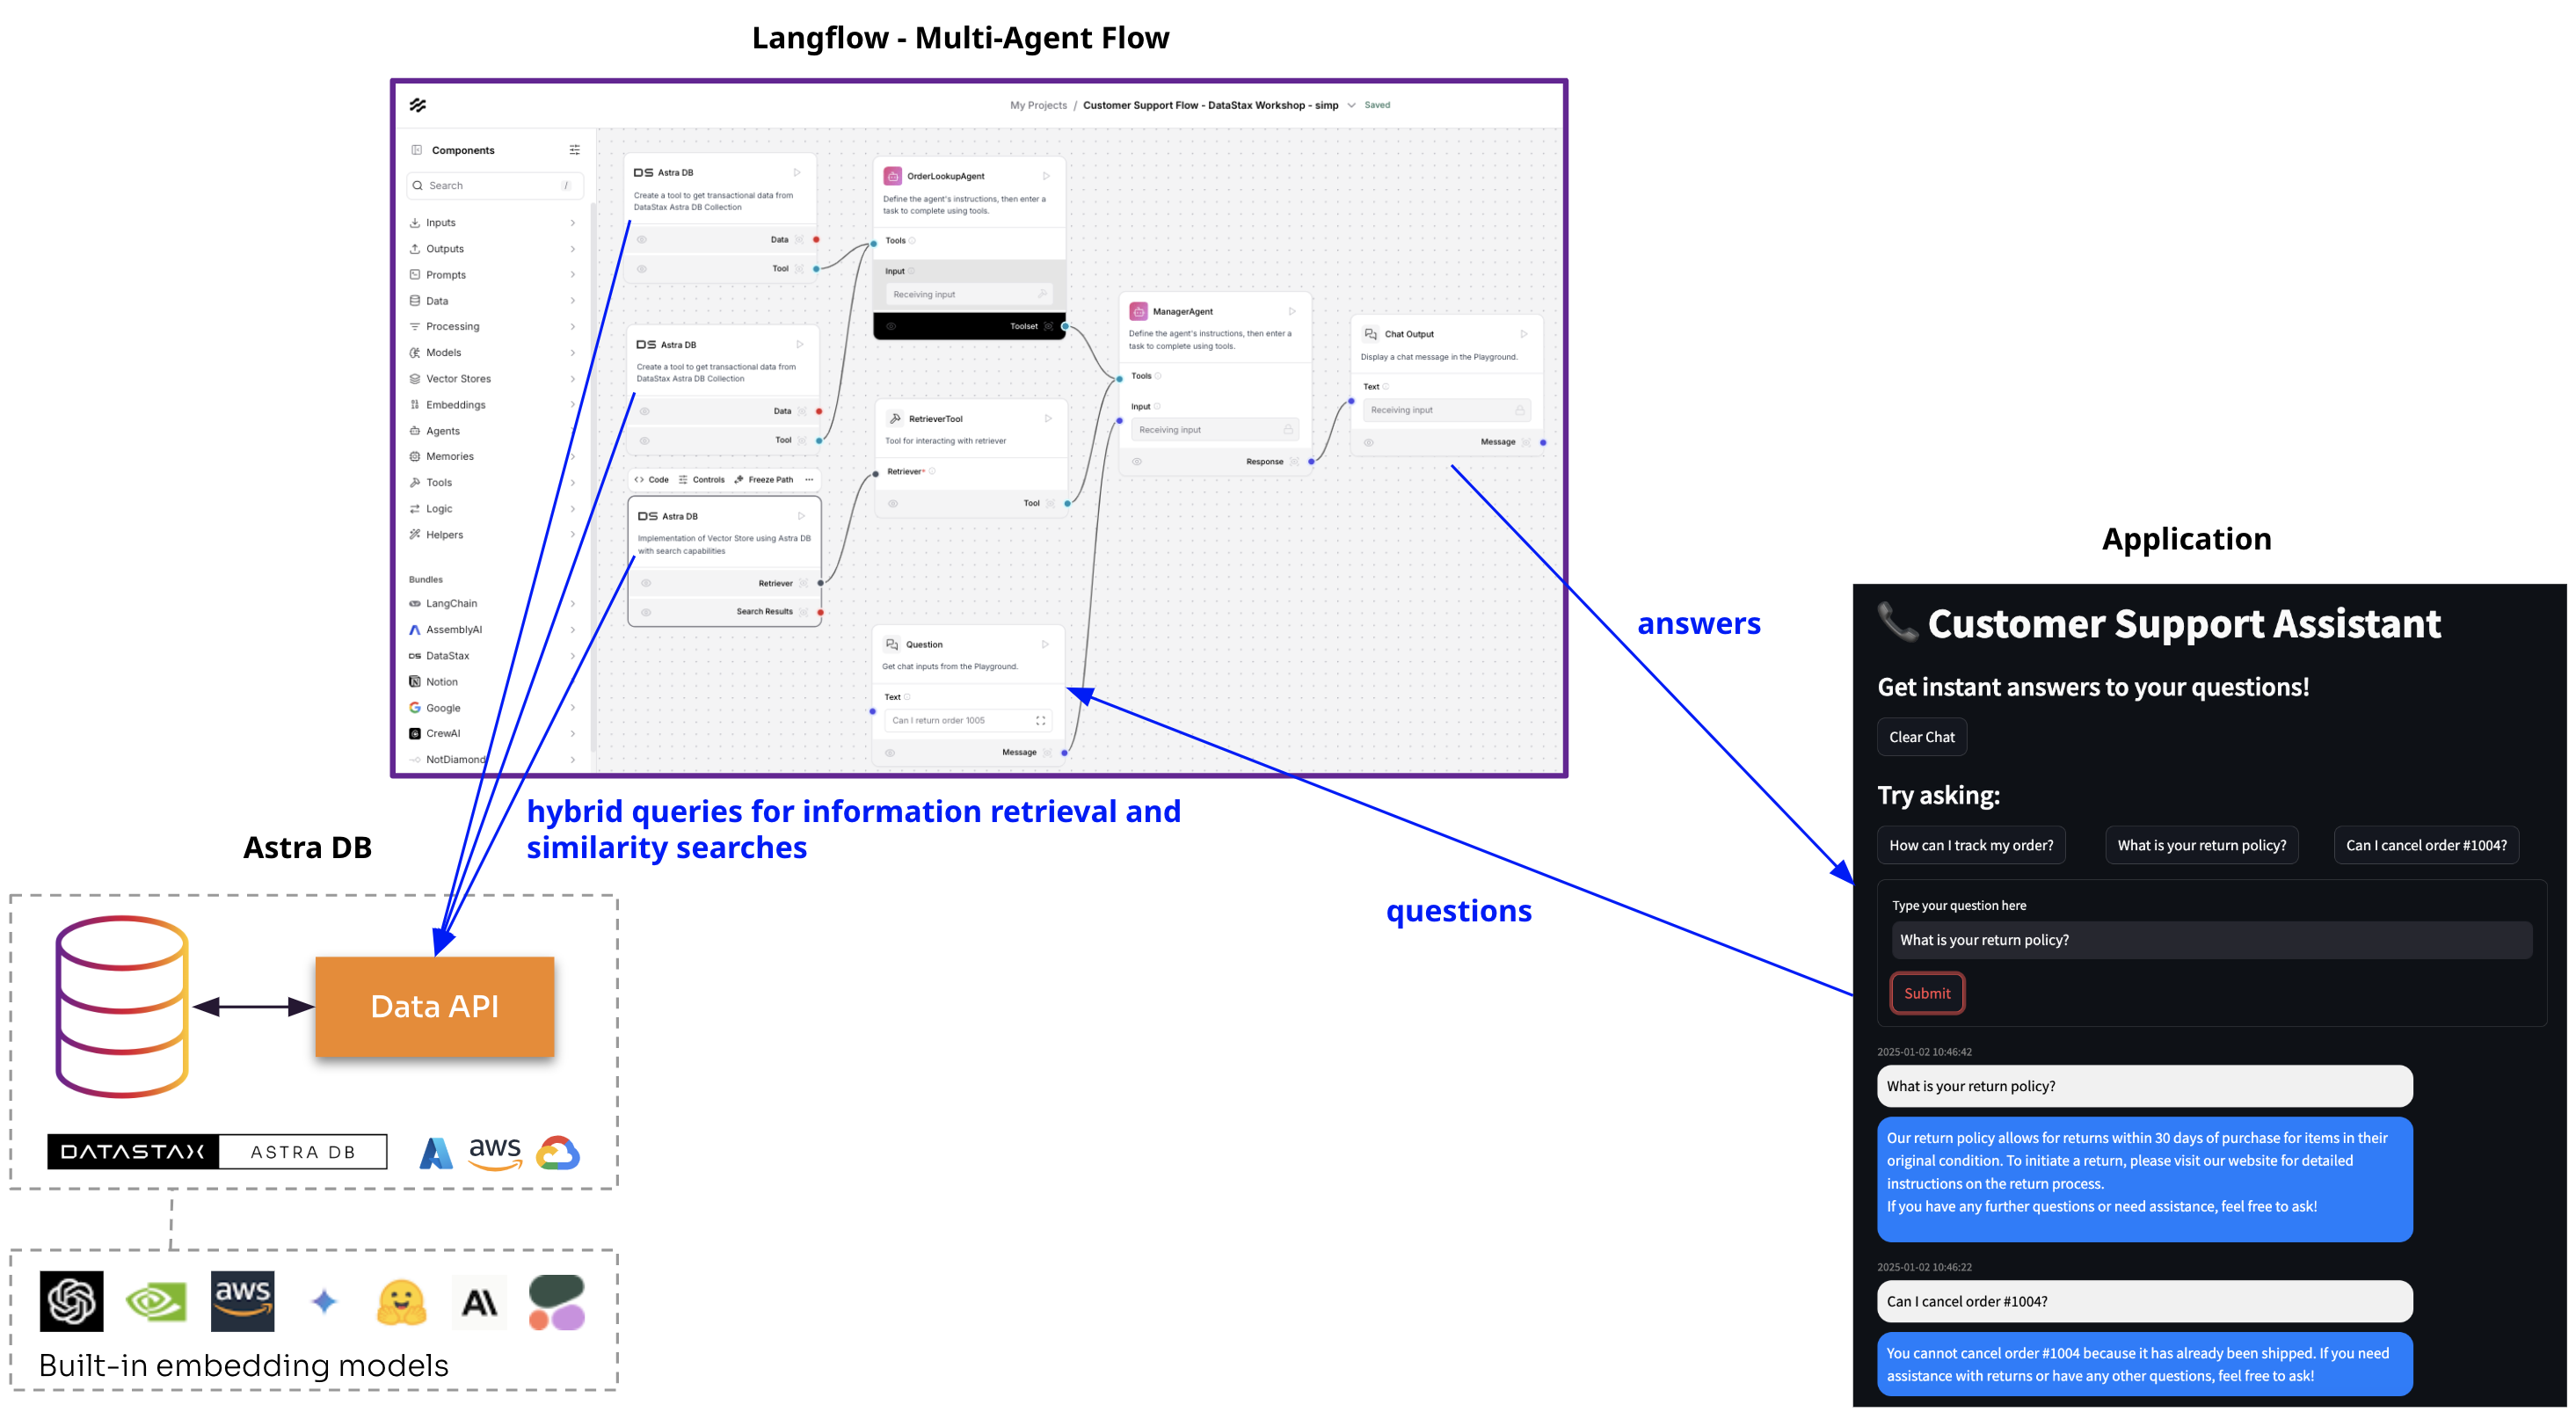 Langflow - Multi-Agent Flow
My Projects / Customer Support Flow - DataStax Workshop - simp Saved
Components
Search /
Inputs
Outputs
Prompts
Data
Processing
Models
Vector Stores
Embeddings
Agents
Memories
Tools
Logic
Helpers
Bundles
LangChain
AssemblyAI
DataStax
Notion
Google
CrewAI
NotDiamond
DS Astra DB
Create a tool to get transactional data from
DataStax Astra DB Collection
Data
Tool
DS Astra DB
Create a tool to get transactional data from
DataStax Astra DB Collection
Data
Tool
Code Controls Freeze Path ...
DS Astra DB
Implementation of Vector Store using Astra DB
with search capabilities
Retriever
Search Results
OrderLookupAgent
Define the agent's instructions, then enter a
task to complete using tools.
Tools
Input
Receiving input
Toolset
RetrieverTool
Tool for interacting with retriever
Retriever*
Tool
Question
Get chat inputs from the Playground.
Text
Can I return order 1005
Message
ManagerAgent
Define the agent's instructions, then enter a
task to complete using tools.
Tools
Input
Receiving input
Response
Chat Output
Display a chat message in the Playground.
Text
Receiving input
Message
answers
questions
hybrid queries for information retrieval and
similarity searches
Astra DB
Data API
DATASTAX ASTRA DB
aws
aws
Built-in embedding models
Application
Customer Support Assistant
Get instant answers to your questions!
Clear Chat
Try asking:
How can I track my order? What is your return policy? Can I cancel order #1004?
Type your question here
What is your return policy?
Submit
2025-01-02 10:46:42
What is your return policy?
Our return policy allows for returns within 30 days of purchase for items in their
original condition. To initiate a return, please visit our website for detailed
instructions on the return process.
If you have any further questions or need assistance, feel free to ask!
2025-01-02 10:46:22
Can I cancel order #1004?
You cannot cancel order #1004 because it has already been shipped. If you need
assistance with returns or have any other questions, feel free to ask!